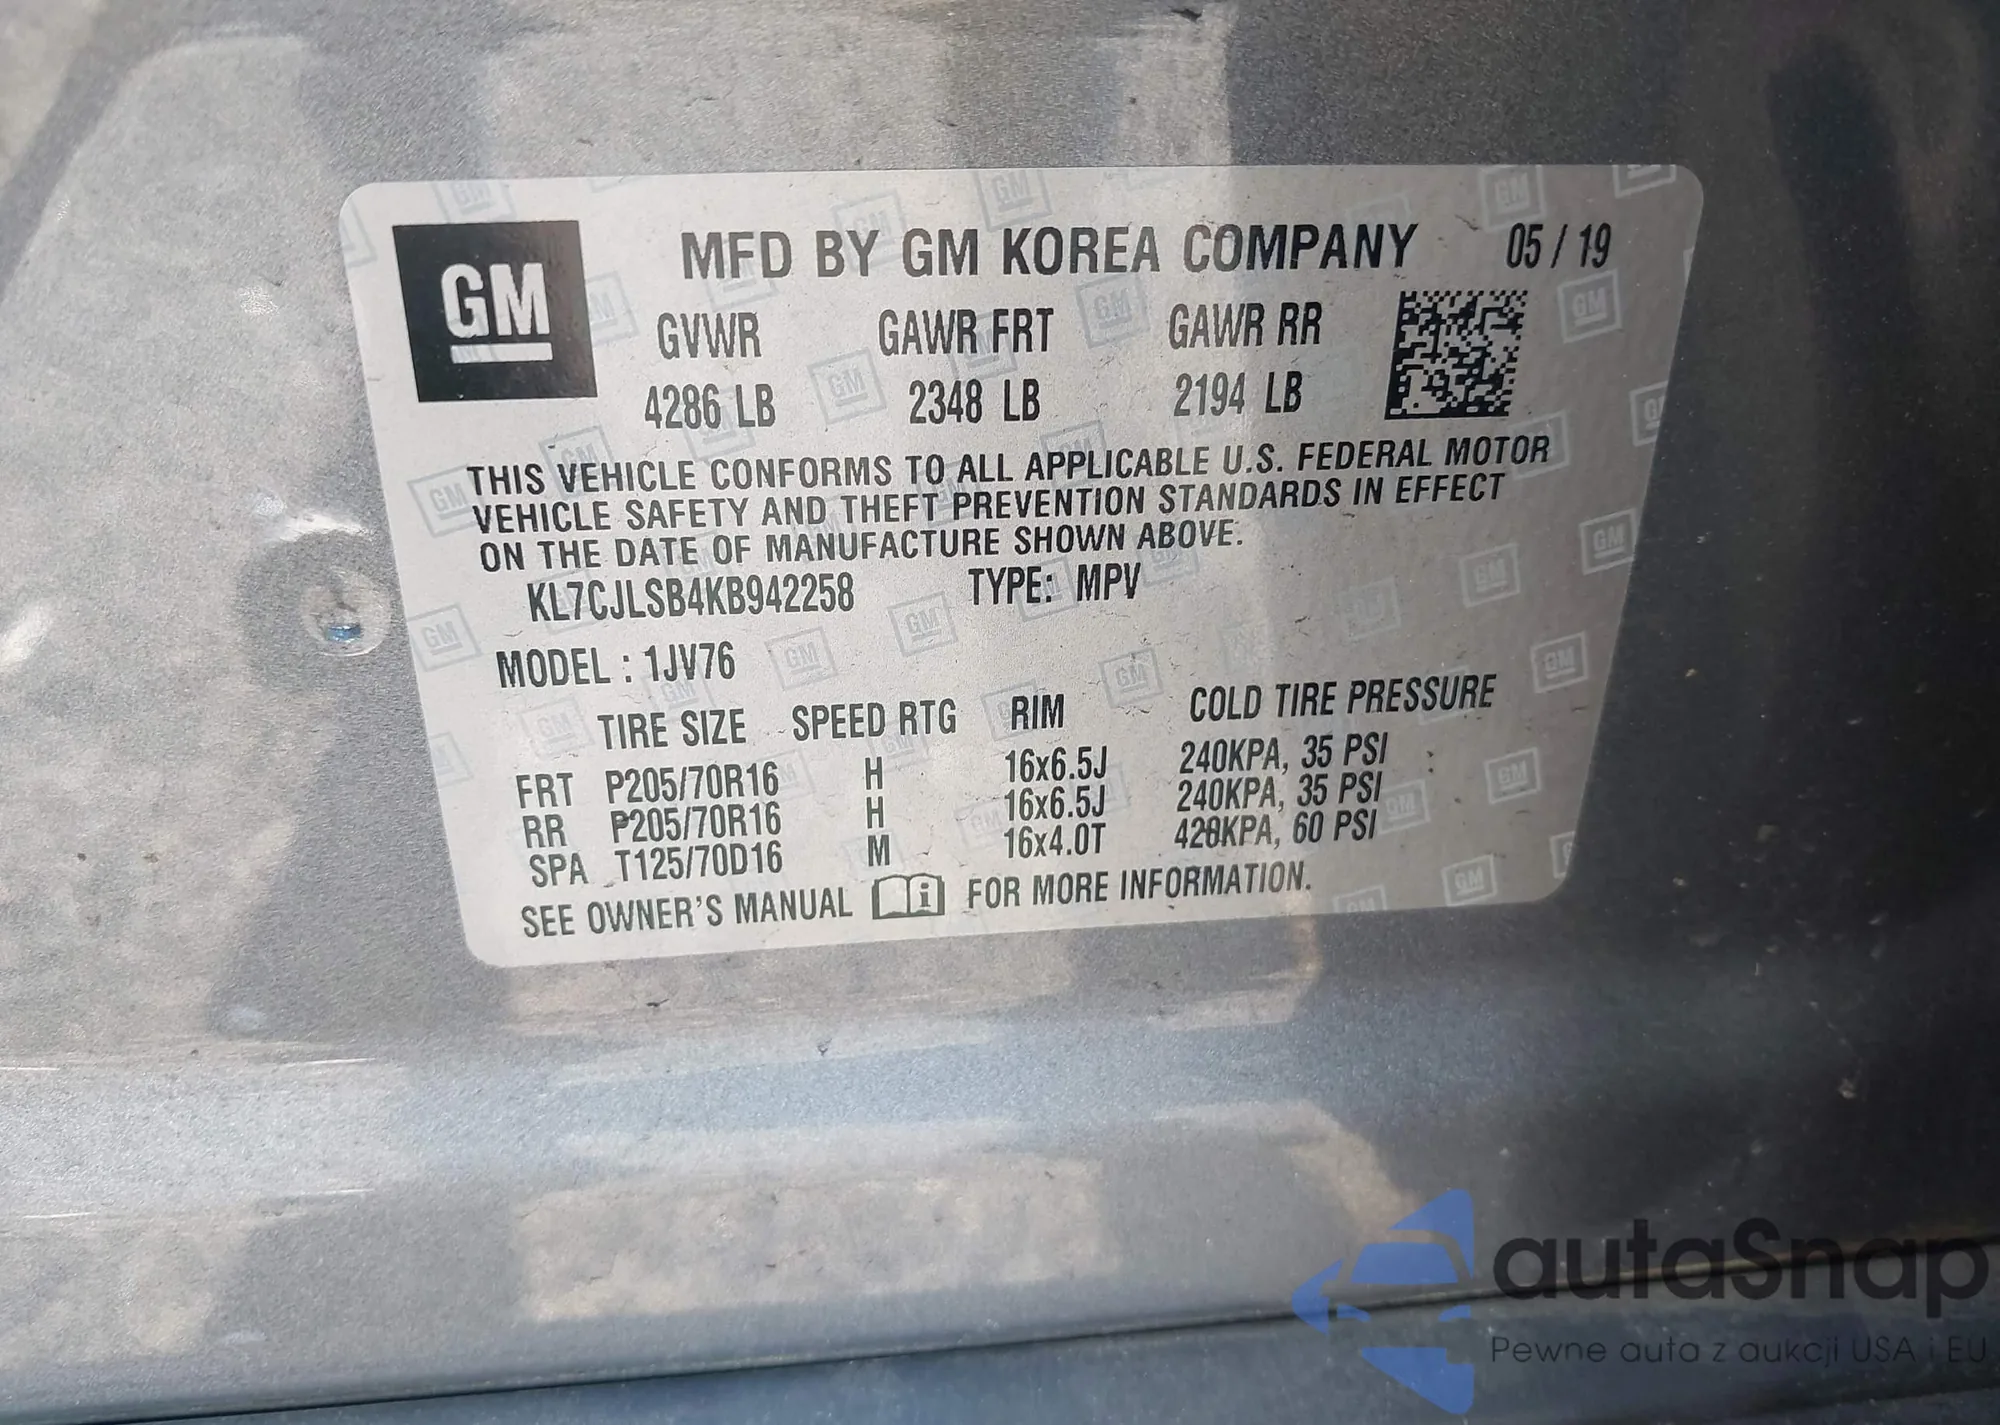 GM
MFD BY GM KOREA COMPANY 05 / 19
GVWR GAWR FRT GAWR RR
4286 LB 2348 LB 2194 LB
THIS VEHICLE CONFORMS TO ALL APPLICABLE U.S. FEDERAL MOTOR
VEHICLE SAFETY AND THEFT PREVENTION STANDARDS IN EFFECT
ON THE DATE OF MANUFACTURE SHOWN ABOVE.
KL7CJLSB4KB942258 TYPE: MPV
MODEL : 1JV76
TIRE SIZE SPEED RTG RIM COLD TIRE PRESSURE
FRT P205/70R16 H 16x6.5J 240KPA, 35 PSI
RR P205/70R16 H 16x6.5J 240KPA, 35 PSI
SPA T125/70D16 M 16x4.0T 420KPA, 60 PSI
SEE OWNER'S MANUAL i FOR MORE INFORMATION.
autaSnap
Pewne auta z aukcji USA i EU